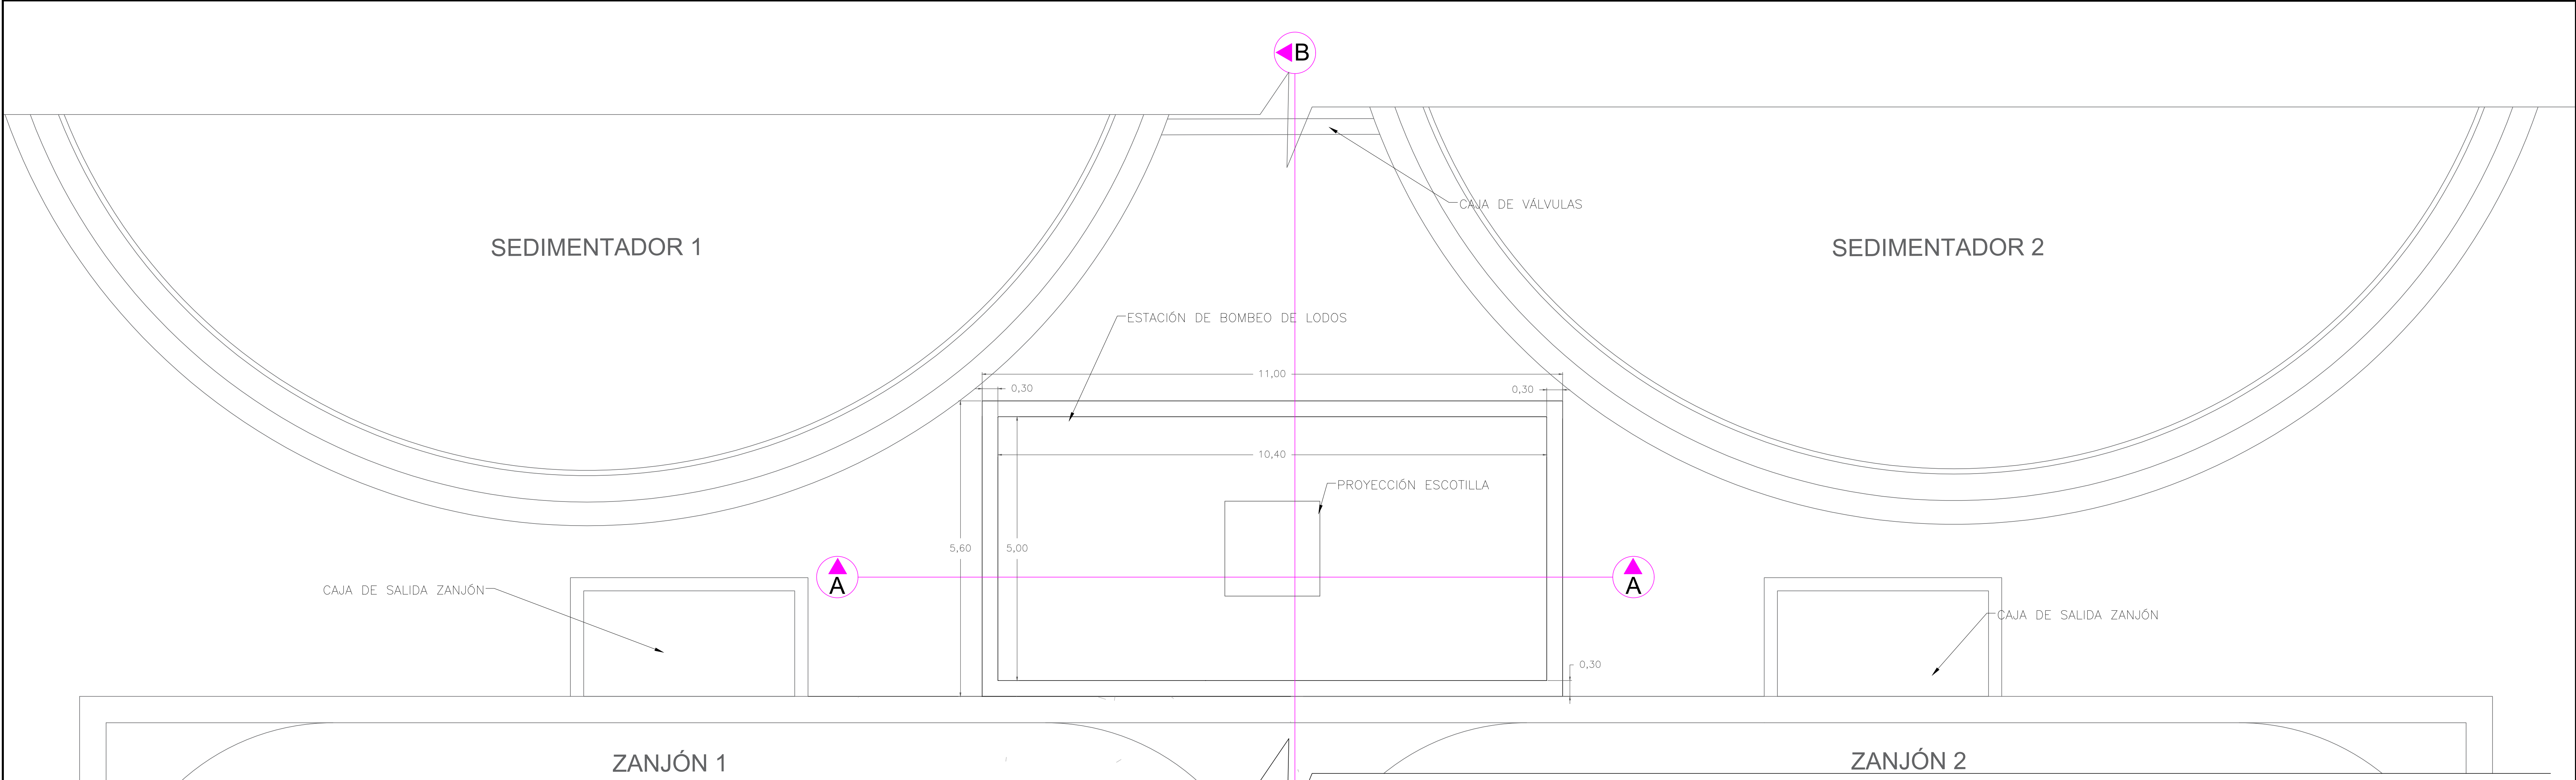 B
CAJA DE VÁLVULAS
SEDIMENTADOR 1
SEDIMENTADOR 2
ESTACIÓN DE BOMBEO DE LODOS
11,00
0,30
0,30
10,40
PROYECCIÓN ESCOTILLA
5,60
5,00
A
A
CAJA DE SALIDA ZANJÓN
CAJA DE SALIDA ZANJÓN
0,30
ZANJÓN 1
ZANJÓN 2